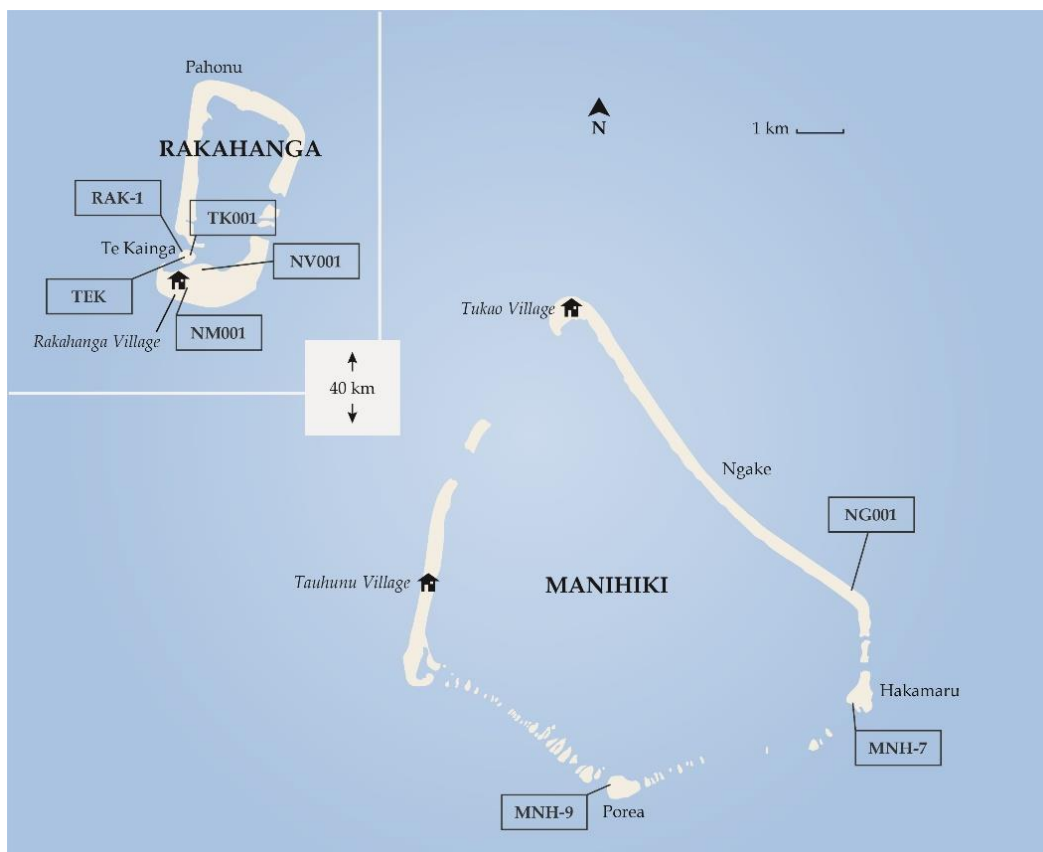 Pahonu
RAKAHANGA
RAK-1
TK001
Te Kainga
NV001
TEK
NM001
Rakahanga Village
40 km
N
1 km
Tukao Village
Ngake
NG001
Tauhunu Village
MANIHIKI
Hakamaru
MNH-7
MNH-9
Porea